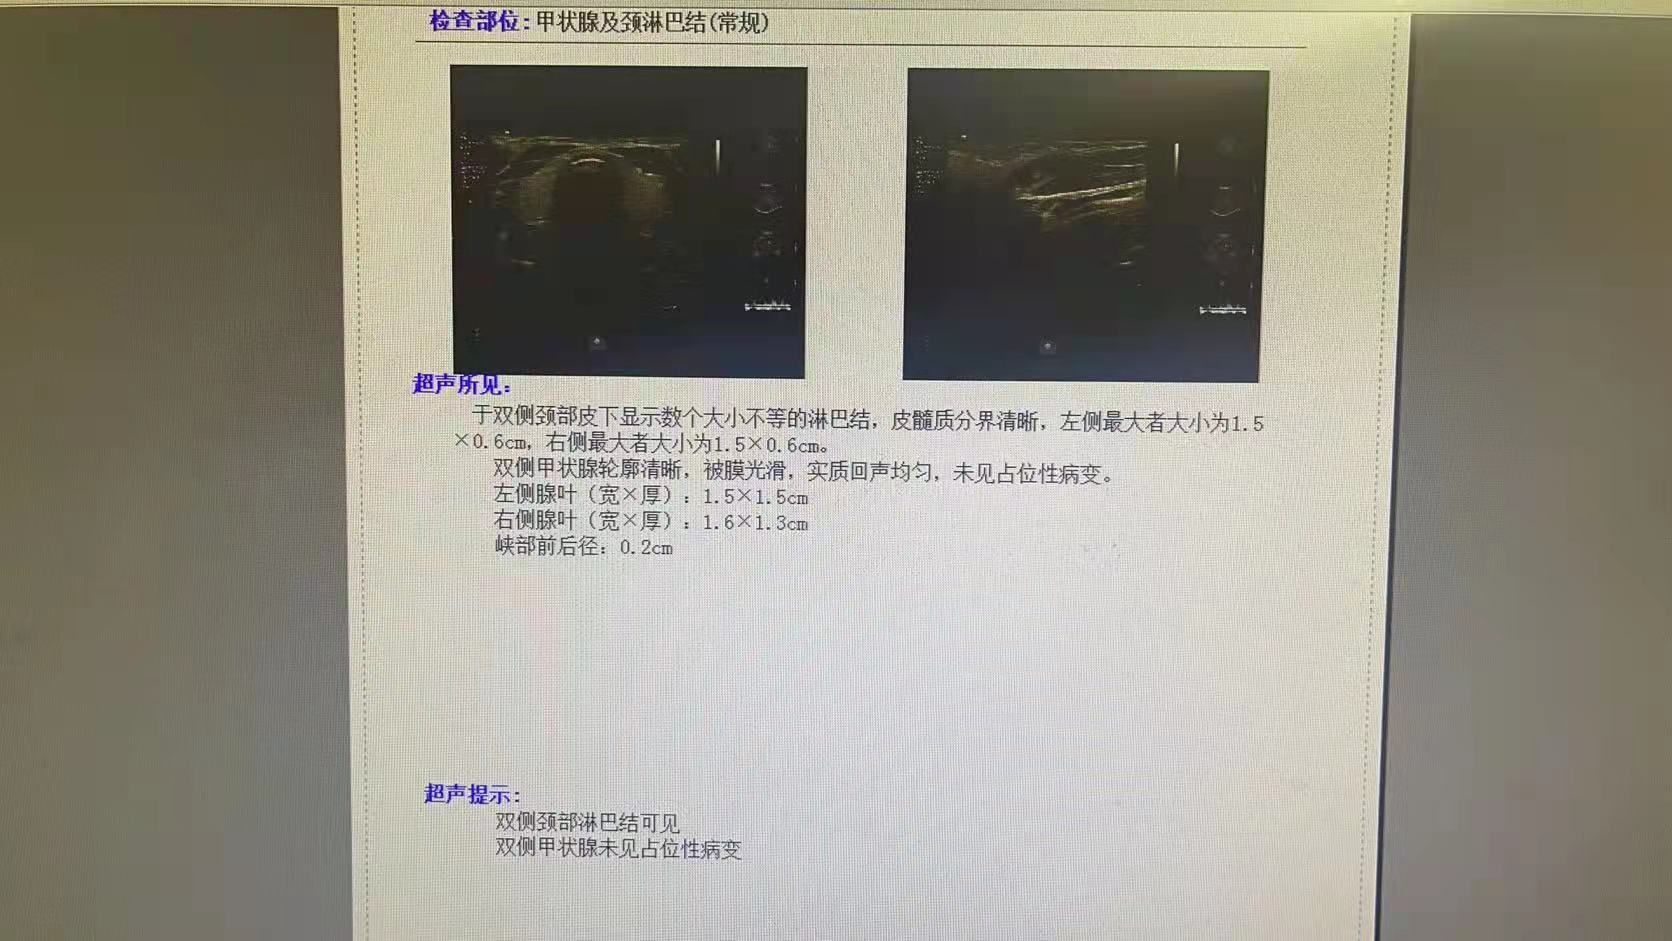 检查部位：甲状腺及颈淋巴结(常规)
超声所见：
于双侧颈部皮下显示数个大小不等的淋巴结，皮髓质分界清晰，左侧最大者大小为1.5
×0.6cm，右侧最大者大小为1.5×0.6cm。
双侧甲状腺轮廓清晰，被膜光滑，实质回声均匀，未见占位性病变。
左侧腺叶（宽×厚）：1.5×1.5cm
右侧腺叶（宽×厚）：1.6×1.3cm
峡部前后径：0.2cm
超声提示：
双侧颈部淋巴结可见
双侧甲状腺未见占位性病变